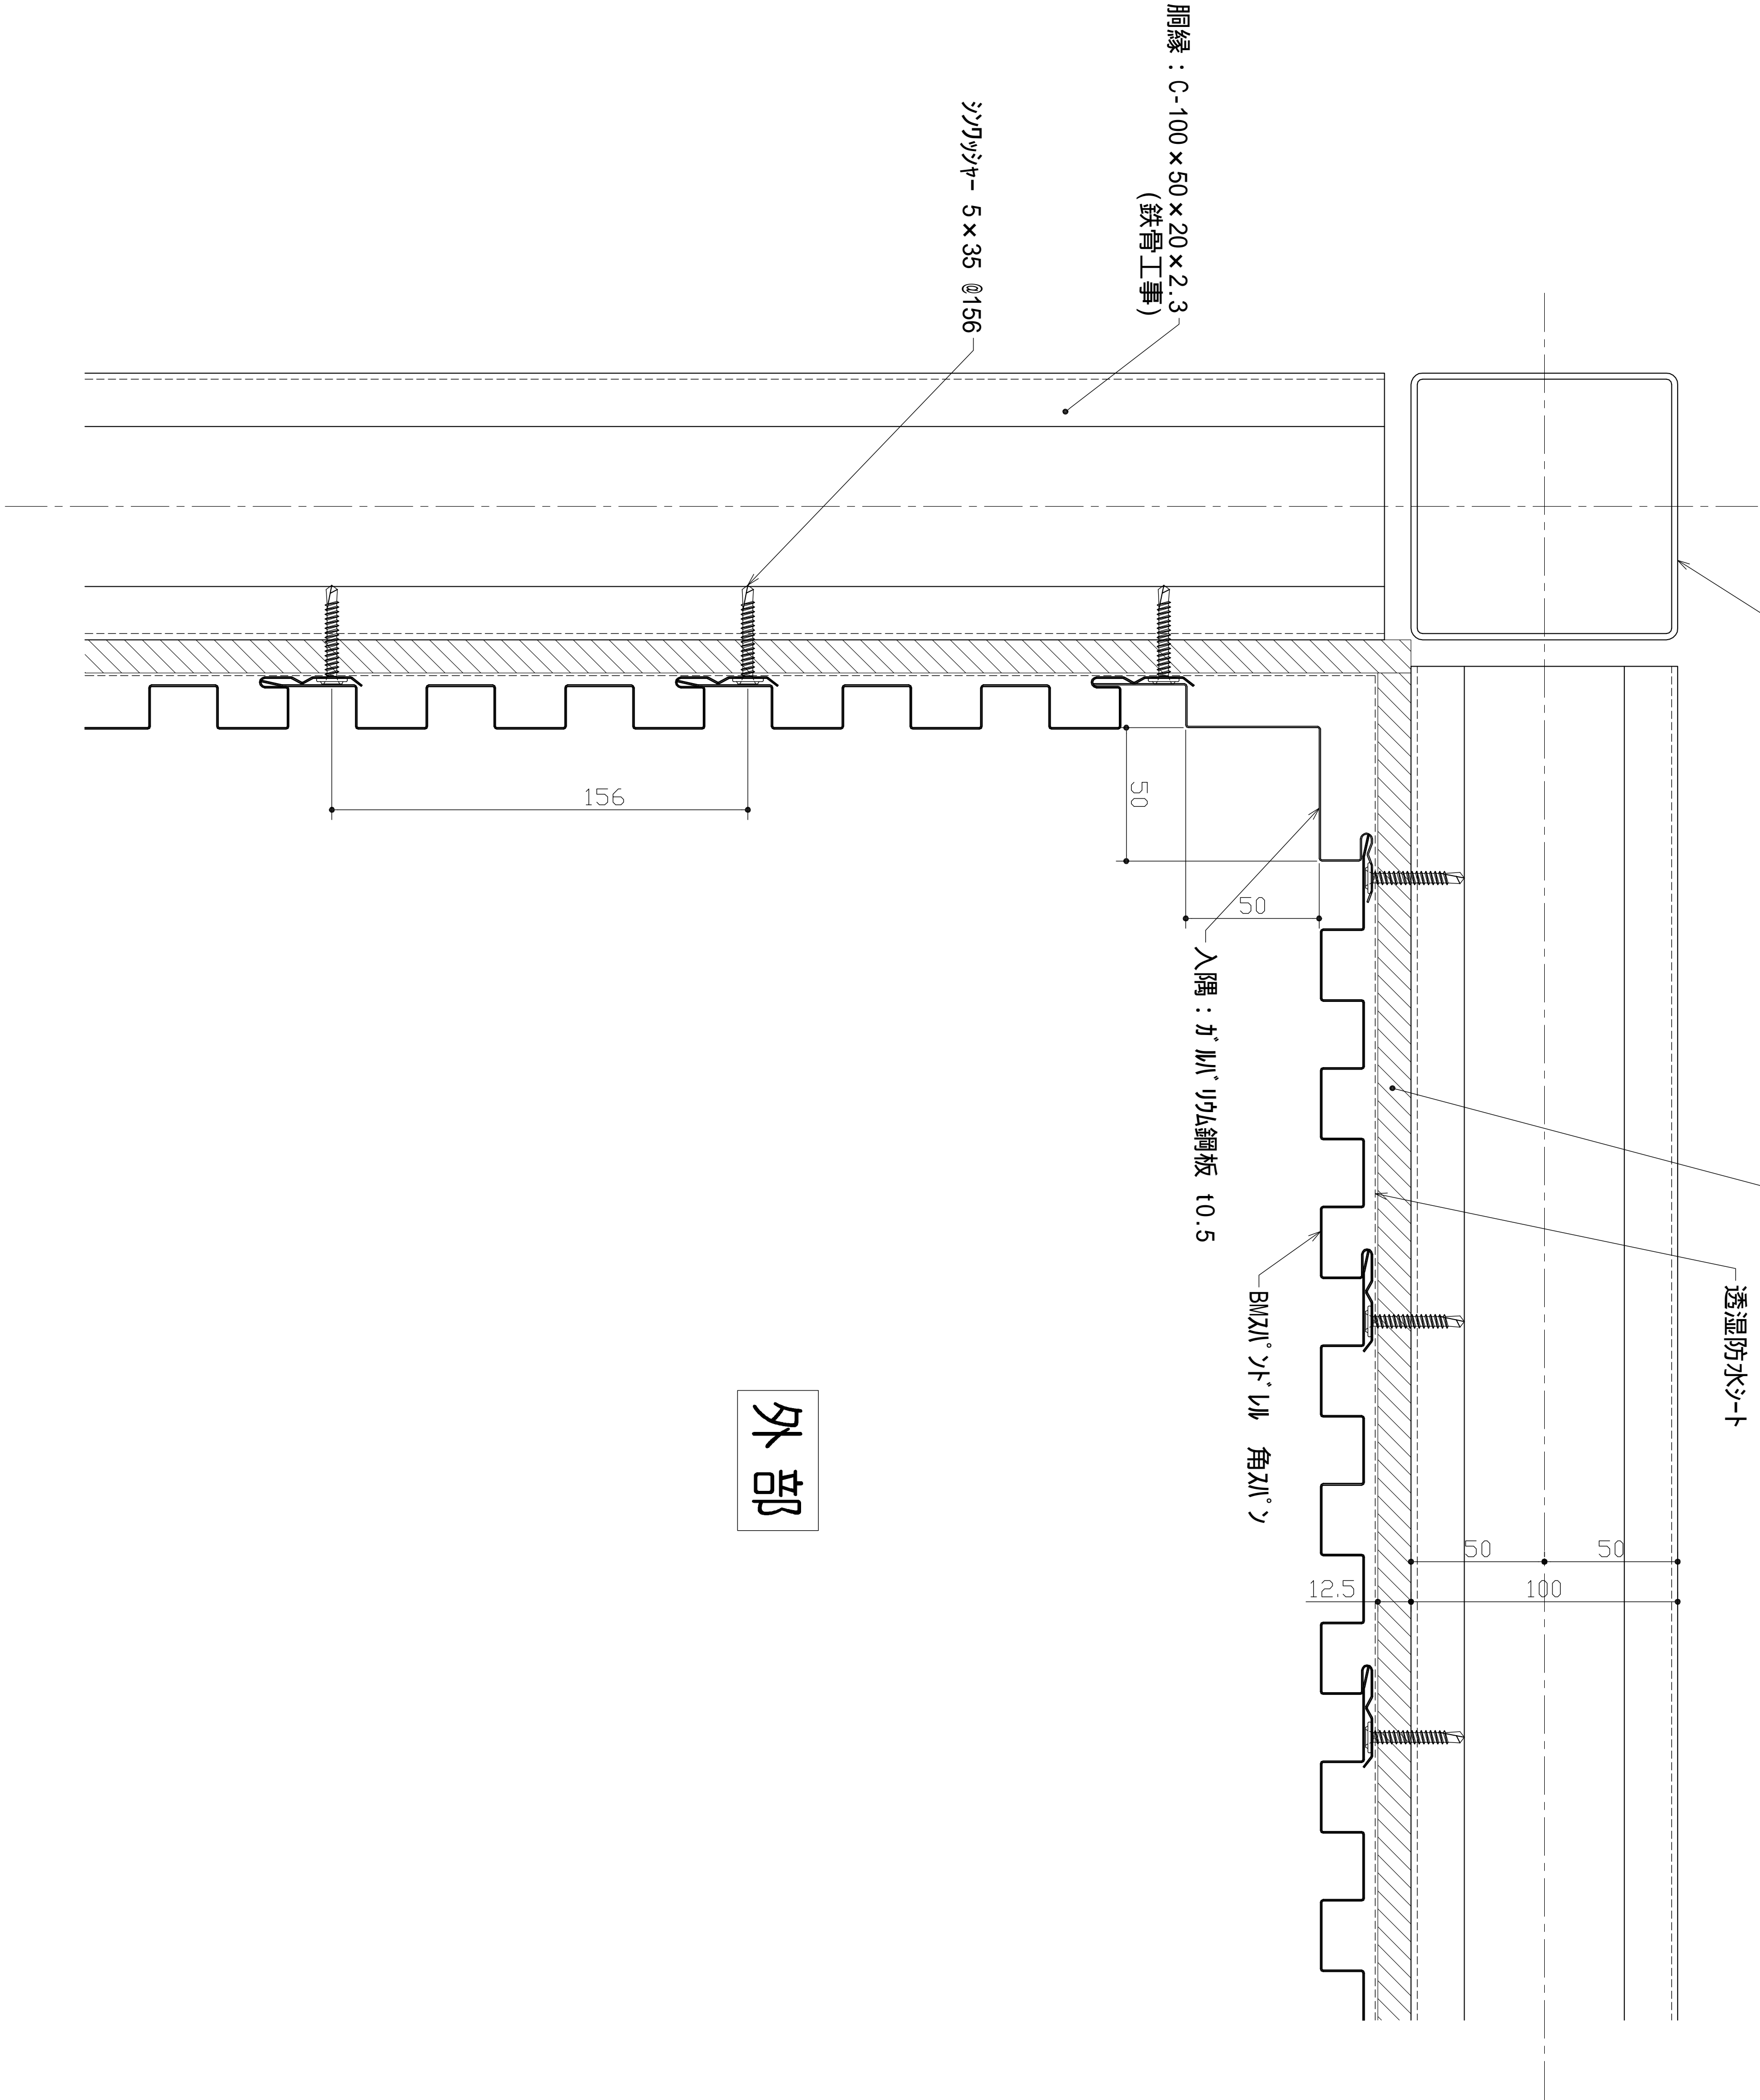 胴縁：C-100×50×20×2.3
(鉄骨工事)
ｼﾝﾜｯｼｬｰ 5×35 @156
156
50
50
入隅：ｶﾞﾙﾊﾞﾘｳﾑ鋼板 t0.5
BMｽﾊﾟﾝﾄﾞﾚﾙ 角ｽﾊﾟﾝ
透湿防水ｼｰﾄ
外部
50
50
12.5
100